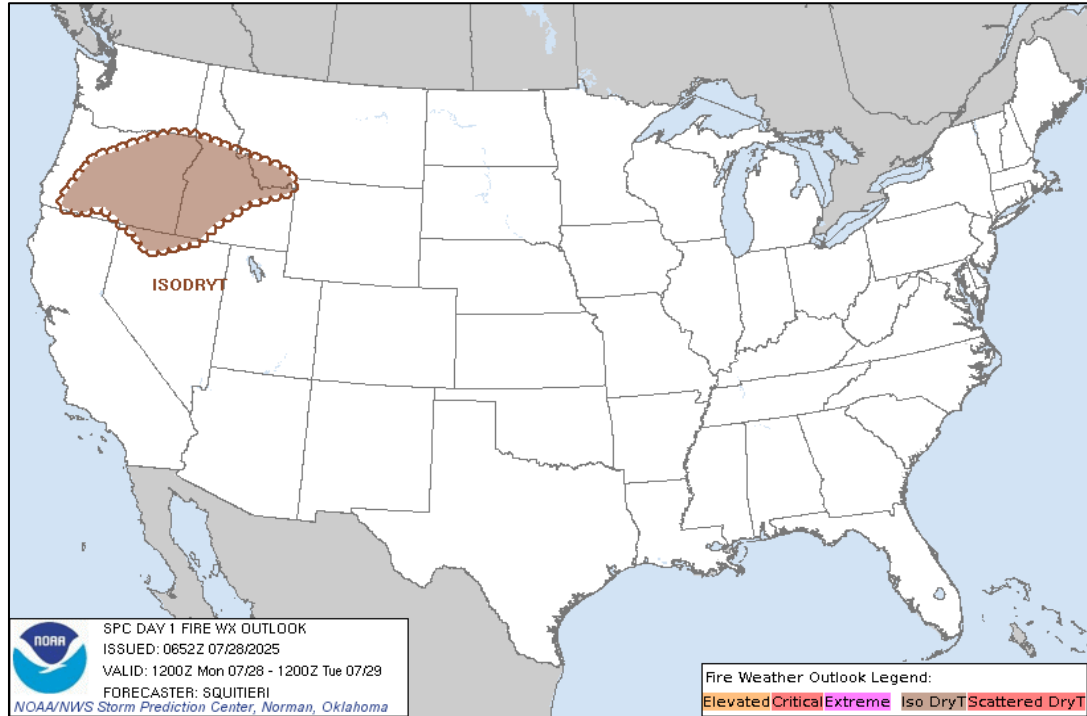 ISODRYT
NOAA
SPC DAY 1 FIRE WX OUTLOOK
ISSUED: 0652Z 07/28/2025
VALID: 1200Z Mon 07/28 - 1200Z Tue 07/29
FORECASTER: SQUITIERI
NOAA/NWS Storm Prediction Center, Norman, Oklahoma
Fire Weather Outlook Legend:
Elevated Critical Extreme Iso DryT Scattered DryT